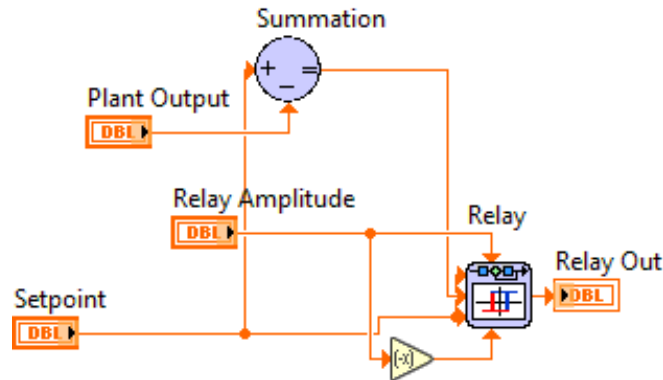 Summation
+ =
−
Plant Output
DBL
Relay Amplitude
DBL
Relay
Relay Out
DBL
Setpoint
DBL
(-x)